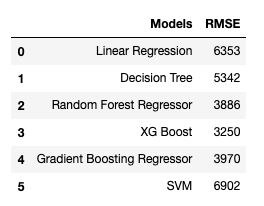 Models RMSE
0 Linear Regression 6353
1 Decision Tree 5342
2 Random Forest Regressor 3886
3 XG Boost 3250
4 Gradient Boosting Regressor 3970
5 SVM 6902